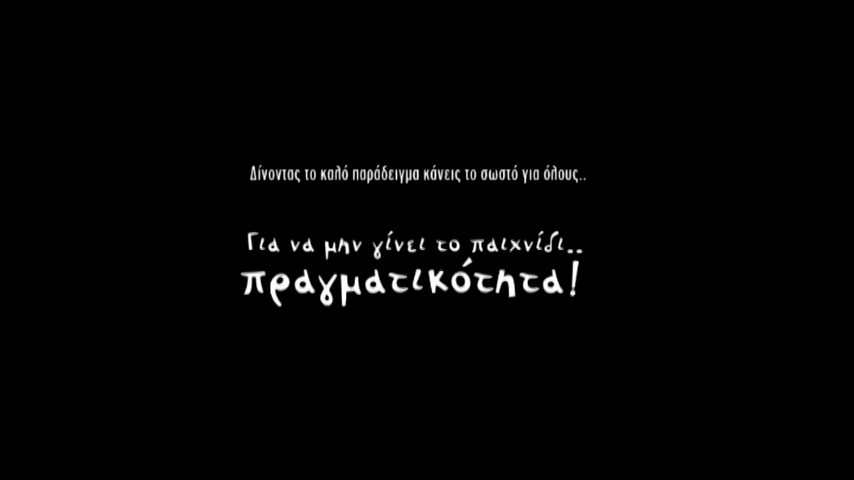 Δίνοντας το καλό παράδειγμα κάνεις το σωστό για όλους..
Για να μην γίνει το παιχνίδι..
πραγματικότητα!